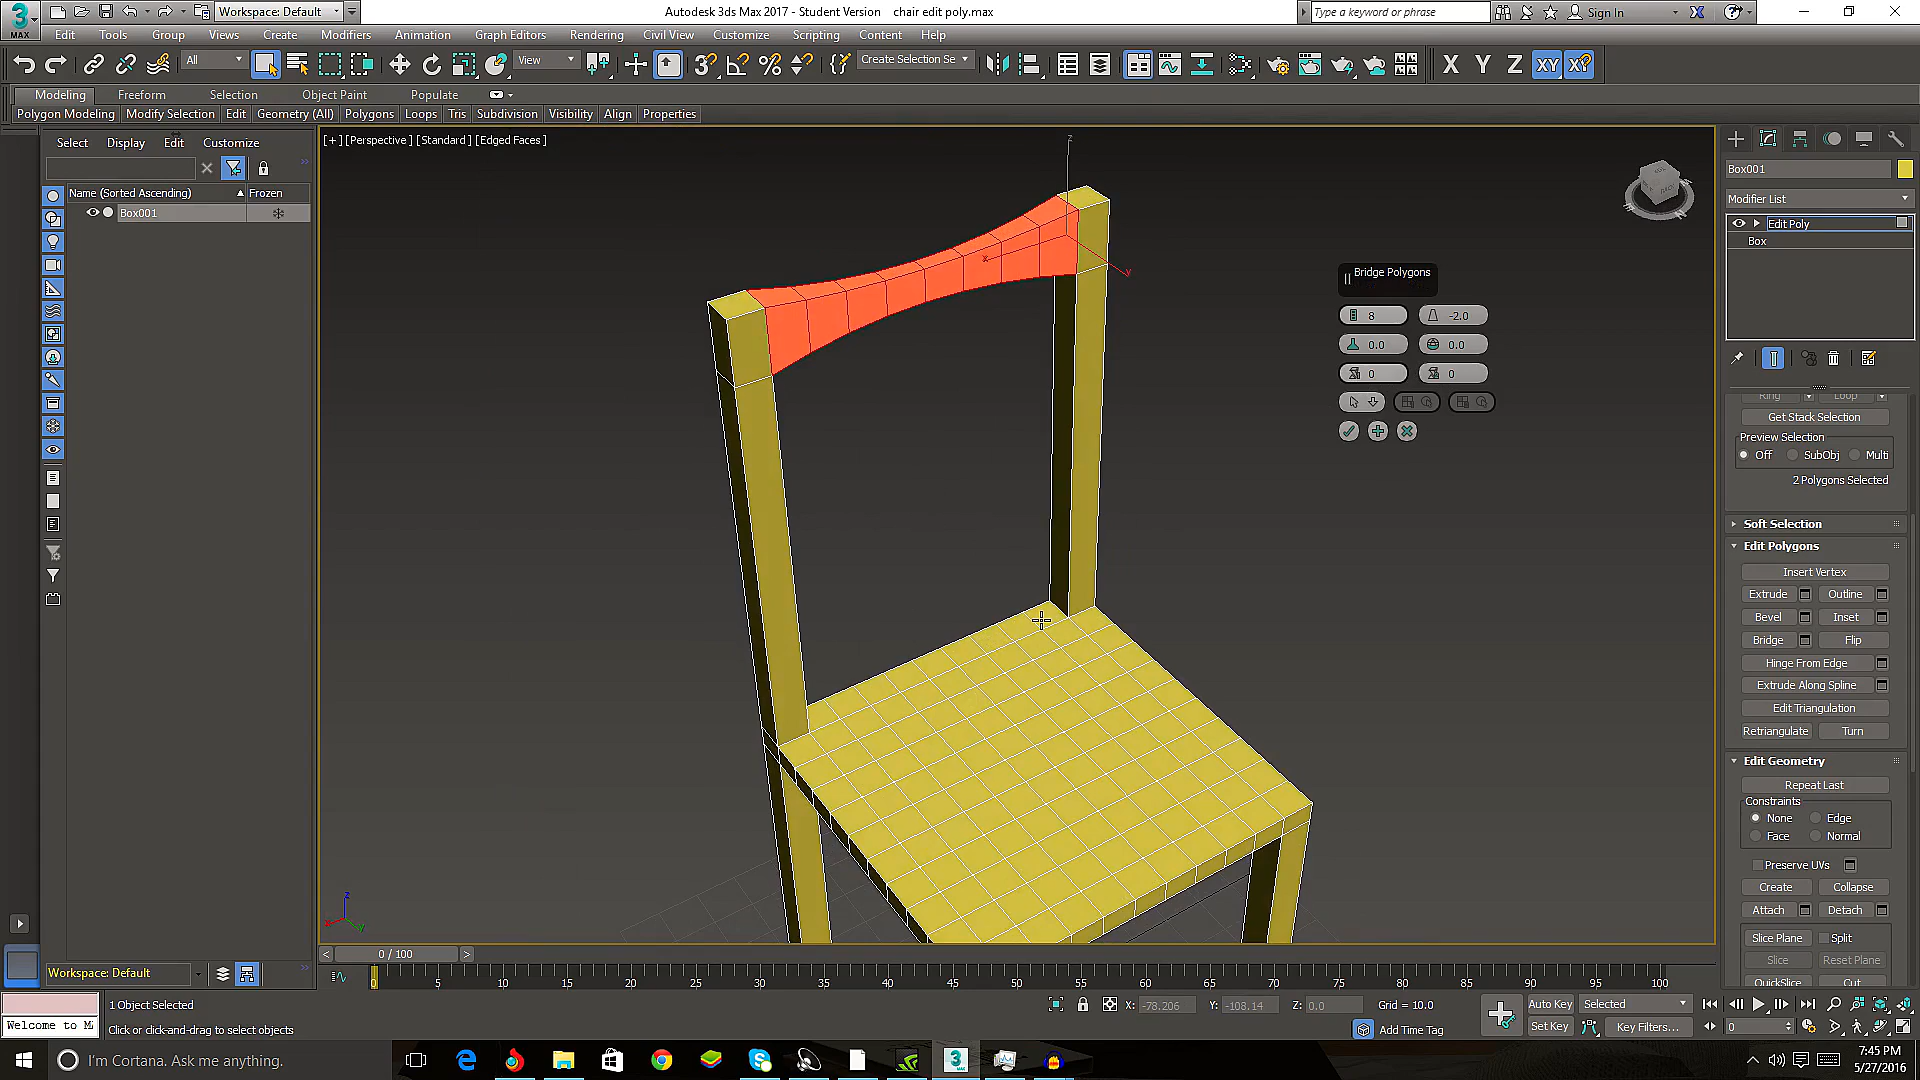 Workspace: Default
Autodesk 3ds Max 2017 - Student Version chair edit poly.max
Type a keyword or phrase
Sign In
3
MAX
Edit Tools Group Views Create Modifiers Animation Graph Editors Rendering Civil View Customize Scripting Content Help
All
View
Create Selection Se
X Y Z XY XY
Modeling Freeform Selection Object Paint Populate
Polygon Modeling Modify Selection Edit Geometry (All) Polygons Loops Tris Subdivision Visibility Align Properties
Select Display Edit Customize
Name (Sorted Ascending) Frozen
Box001
[+] [Perspective] [Standard] [Edged Faces]
z
x
y
Bridge Polygons
8 -2.0
0.0 0.0
0 0
Box001
Modifier List
Edit Poly
Box
Ring Loop
Get Stack Selection
Preview Selection
Off SubObj Multi
2 Polygons Selected
Soft Selection
Edit Polygons
Insert Vertex
Extrude Outline
Bevel Inset
Bridge Flip
Hinge From Edge
Extrude Along Spline
Edit Triangulation
Retriangulate Turn
Edit Geometry
Repeat Last
Constraints
None Edge
Face Normal
Preserve UVs
Create Collapse
Attach Detach
Slice Plane Split
Slice Reset Plane
QuickSlice Cut
z
x
y
< 0 / 100 >
Workspace: Default
0 5 10 15 20 25 30 35 40 45 50 55 60 65 70 75 80 85 90 95 100
1 Object Selected
X: -78.206 Y: -108.14 Z: 0.0 Grid = 10.0
Auto Key Selected
Welcome to M
Click or click-and-drag to select objects
Add Time Tag
Set Key Key Filters...
0
I'm Cortana. Ask me anything.
7:45 PM
5/27/2016